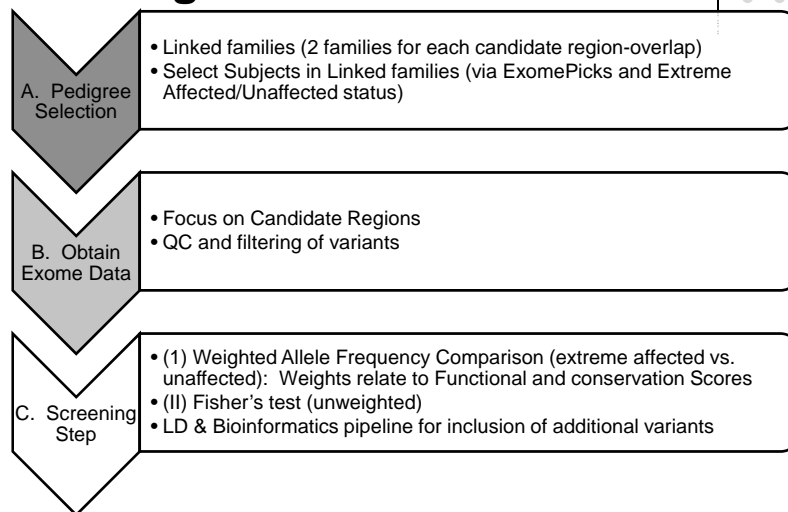 A. Pedigree
Selection
• Linked families (2 families for each candidate region-overlap)
• Select Subjects in Linked families (via ExomePicks and Extreme
Affected/Unaffected status)
B. Obtain
Exome Data
• Focus on Candidate Regions
• QC and filtering of variants
C. Screening
Step
• (1) Weighted Allele Frequency Comparison (extreme affected vs.
unaffected): Weights relate to Functional and conservation Scores
• (II) Fisher's test (unweighted)
• LD & Bioinformatics pipeline for inclusion of additional variants